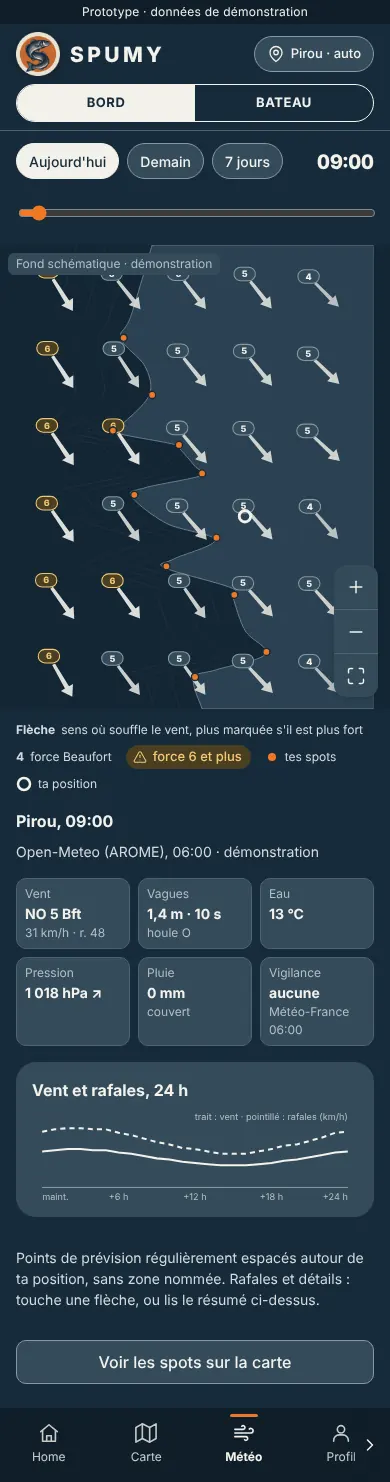 Prototype · données de démonstration
SPUMY
Pirou · auto
BORD
BATEAU
Aujourd'hui
Demain
7 jours
09:00
Fond schématique · démonstration
5 4
6 5 5 5 5
6 6 5 5 5
6 5 5 5 4
6 6 5 5 5
6 5 5 5 4
+
−
Flèche sens où souffle le vent, plus marquée s'il est plus fort
4 force Beaufort force 6 et plus tes spots
ta position
Pirou, 09:00
Open-Meteo (AROME), 06:00 · démonstration
Vent
NO 5 Bft
31 km/h · r. 48
Vagues
1,4 m · 10 s
houle O
Eau
13 °C
Pression
1 018 hPa ↗
Pluie
0 mm
couvert
Vigilance
aucune
Météo-France
06:00
Vent et rafales, 24 h
trait : vent · pointillé : rafales (km/h)
maint. +6 h +12 h +18 h +24 h
Points de prévision régulièrement espacés autour de
ta position, sans zone nommée. Rafales et détails :
touche une flèche, ou lis le résumé ci-dessus.
Voir les spots sur la carte
Home
Carte
Météo
Profil